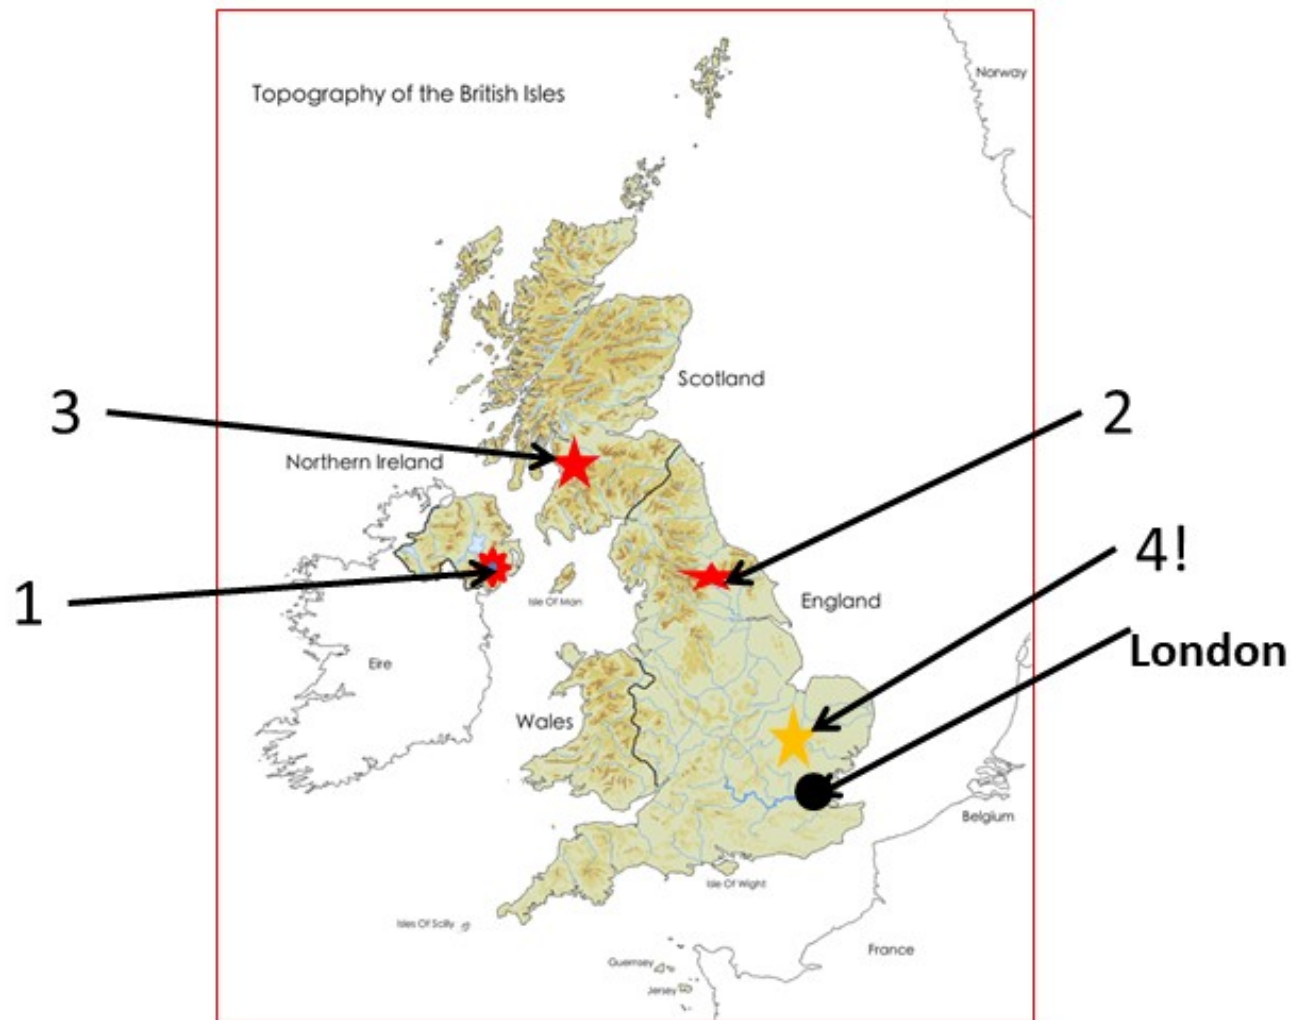 Topography of the British Isles
Norway
Scotland
3
2
Northern Ireland
4!
1
Isle Of Man
England
London
Eire
Wales
Belgium
Isle Of Wight
Isles Of Scilly
France
Guernsey
Jersey